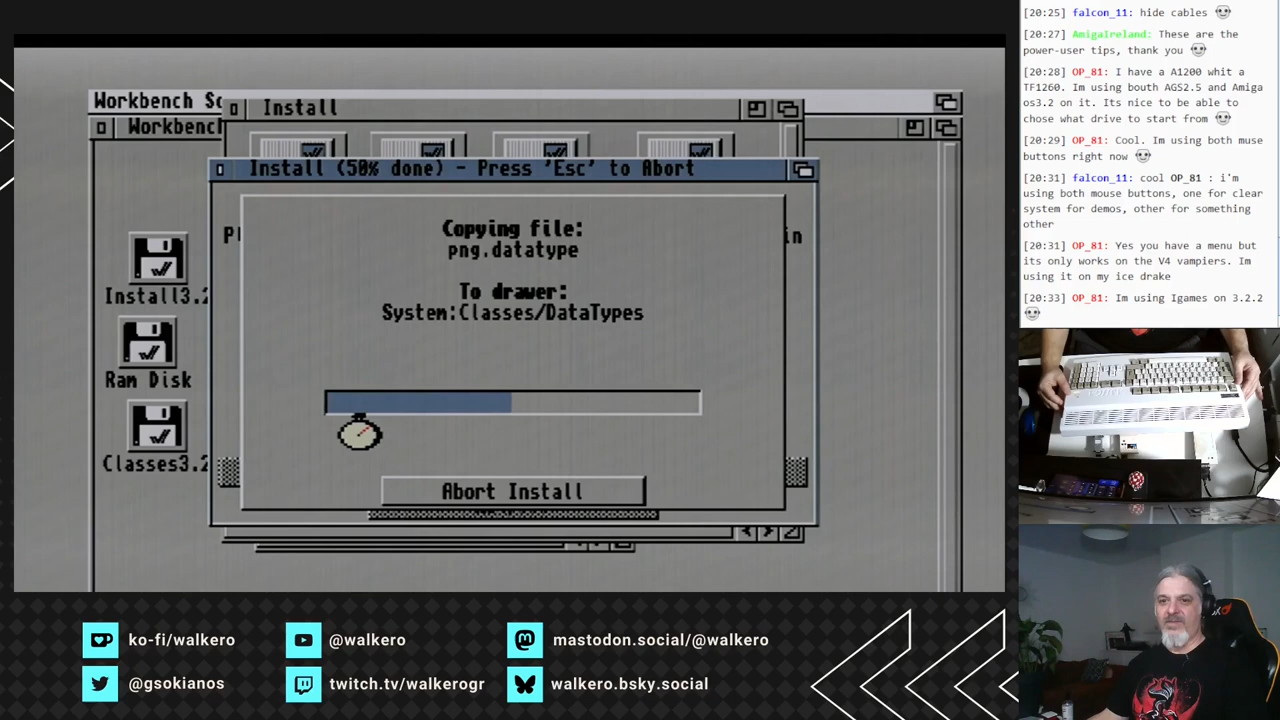 Workbench Sc
Install
Workbench
Install (50% done) - Press 'Esc' to Abort
Copying file:
png.datatype
To drawer:
System:Classes/DataTypes
in
Install3.2
Ram Disk
Classes3.2
Abort Install
[20:25] falcon_11: hide cables
[20:27] AmigaIreland: These are the
power-user tips, thank you
[20:28] OP_81: I have a A1200 whit a
TF1260. Im using bouth AGS2.5 and Amiga
os3.2 on it. Its nice to be able to
chose what drive to start from
[20:29] OP_81: Cool. Im using both muse
buttons right now
[20:31] falcon_11: cool OP_81 : i'm
using both mouse buttons, one for clear
system for demos, other for something
other
[20:31] OP_81: Yes you have a menu but
its only works on the V4 vampiers. Im
using it on my ice drake
[20:33] OP_81: Im using Igames on 3.2.2
ko-fi/walkero
@walkero
mastodon.social/@walkero
@gsokianos
twitch.tv/walkerogr
walkero.bsky.social